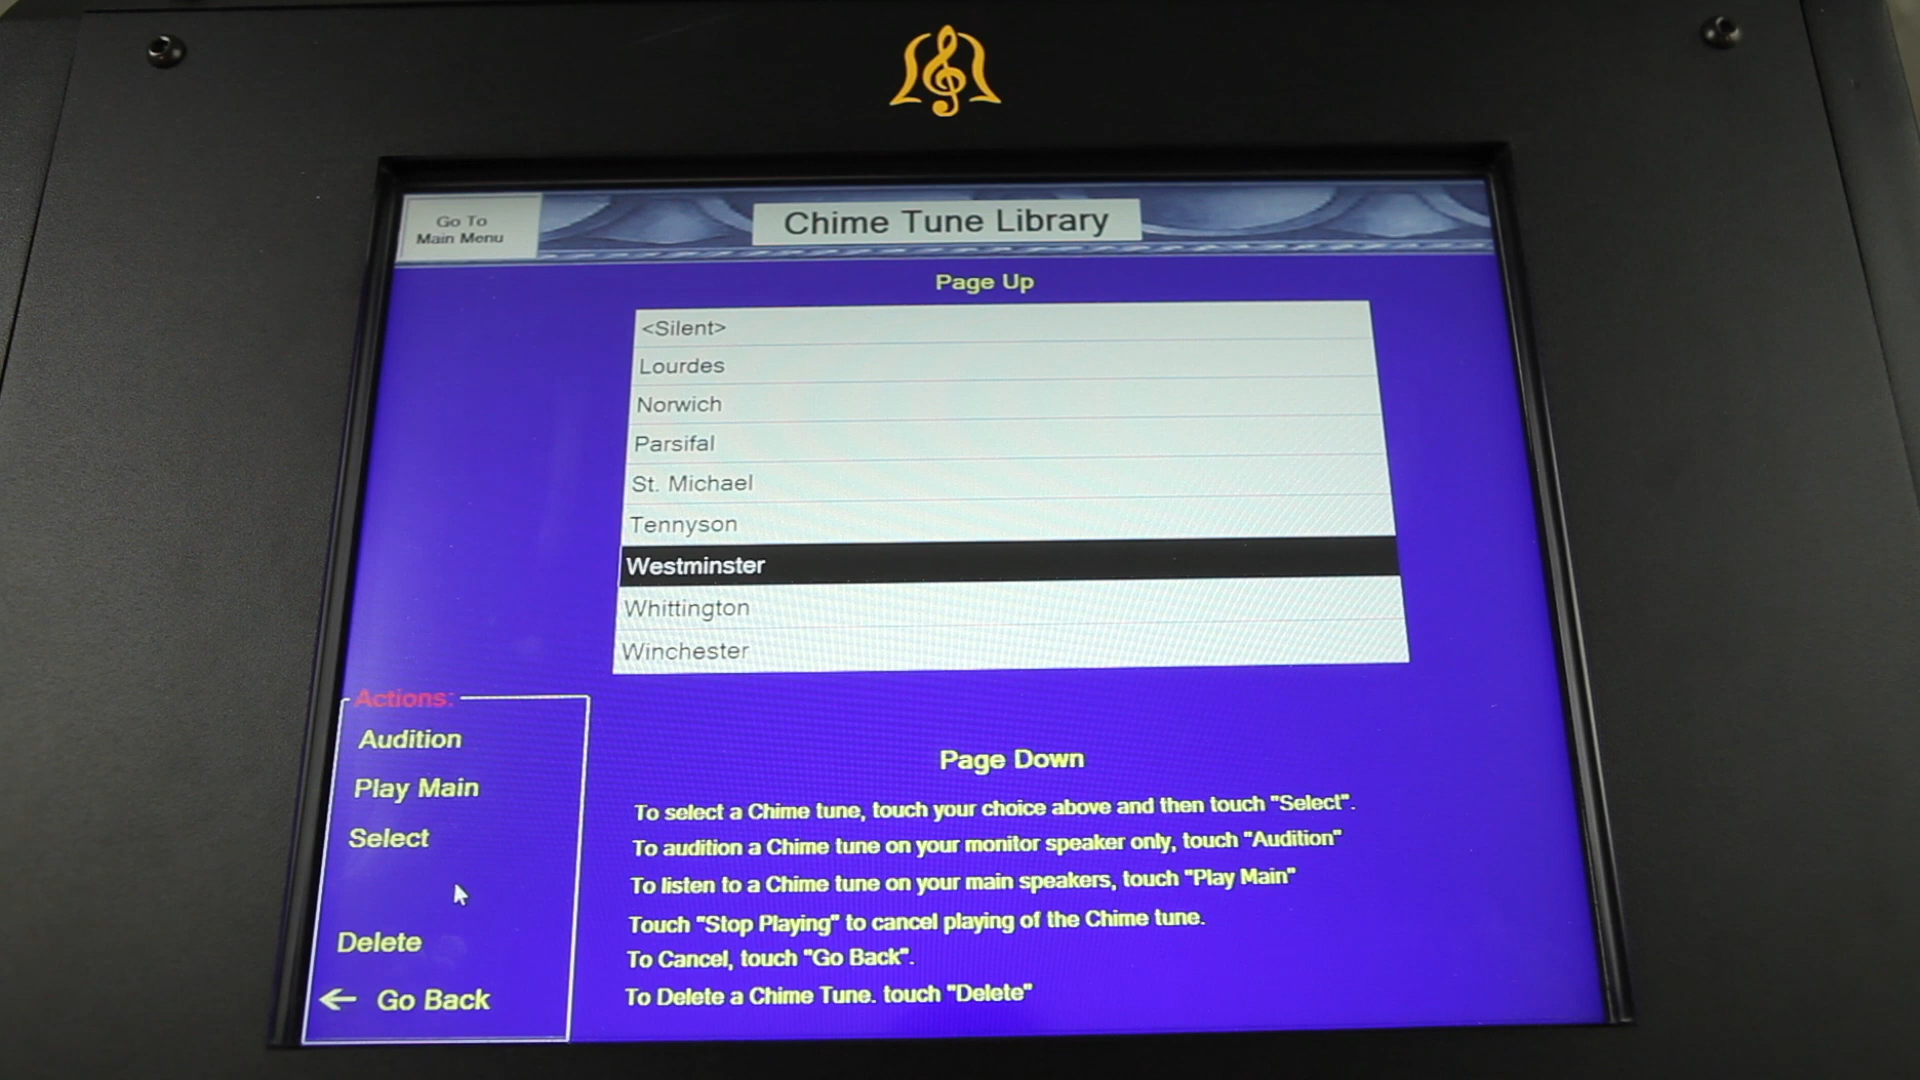 Go To
Main Menu
Chime Tune Library
Page Up
<Silent>
Lourdes
Norwich
Parsifal
St. Michael
Tennyson
Westminster
Whittington
Winchester
Actions:
Audition
Play Main
Select
Delete
Go Back
Page Down
To select a Chime tune, touch your choice above and then touch "Select".
To audition a Chime tune on your monitor speaker only, touch "Audition"
To listen to a Chime tune on your main speakers, touch "Play Main"
Touch "Stop Playing" to cancel playing of the Chime tune.
To Cancel, touch "Go Back".
To Delete a Chime Tune. touch "Delete"